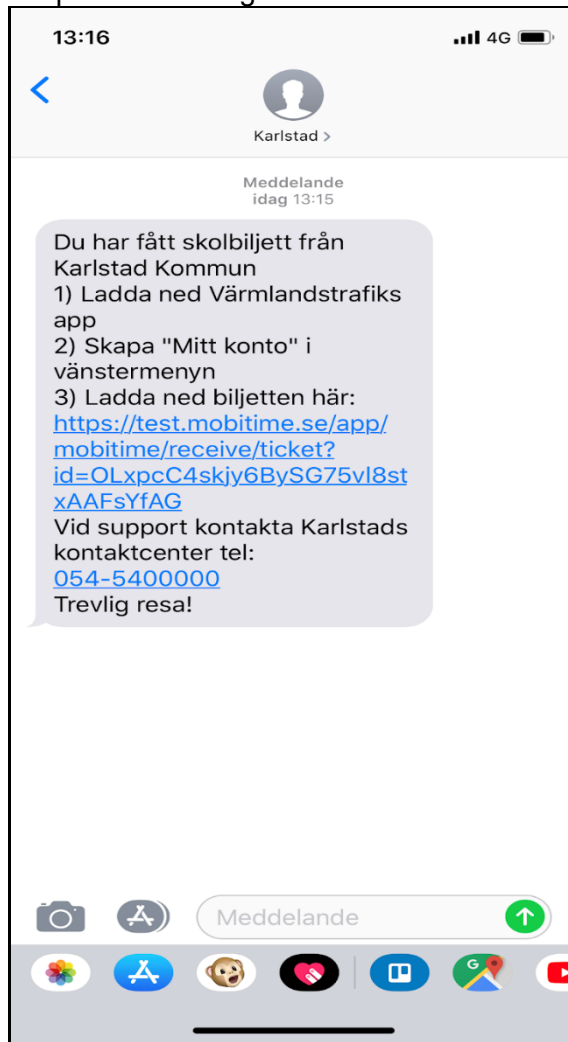 13:16
4G
Karlstad >
Meddelande
idag 13:15
Du har fått skolbiljett från
Karlstad Kommun
1) Ladda ned Värmlandstrafiks
app
2) Skapa "Mitt konto" i
vänstermenyn
3) Ladda ned biljetten här:
https://test.mobitime.se/app/
mobitime/receive/ticket?
id=OLxpcC4skjy6BySG75vl8st
xAAFsYfAG
Vid support kontakta Karlstads
kontaktcenter tel:
054-5400000
Trevlig resa!
Meddelande
G